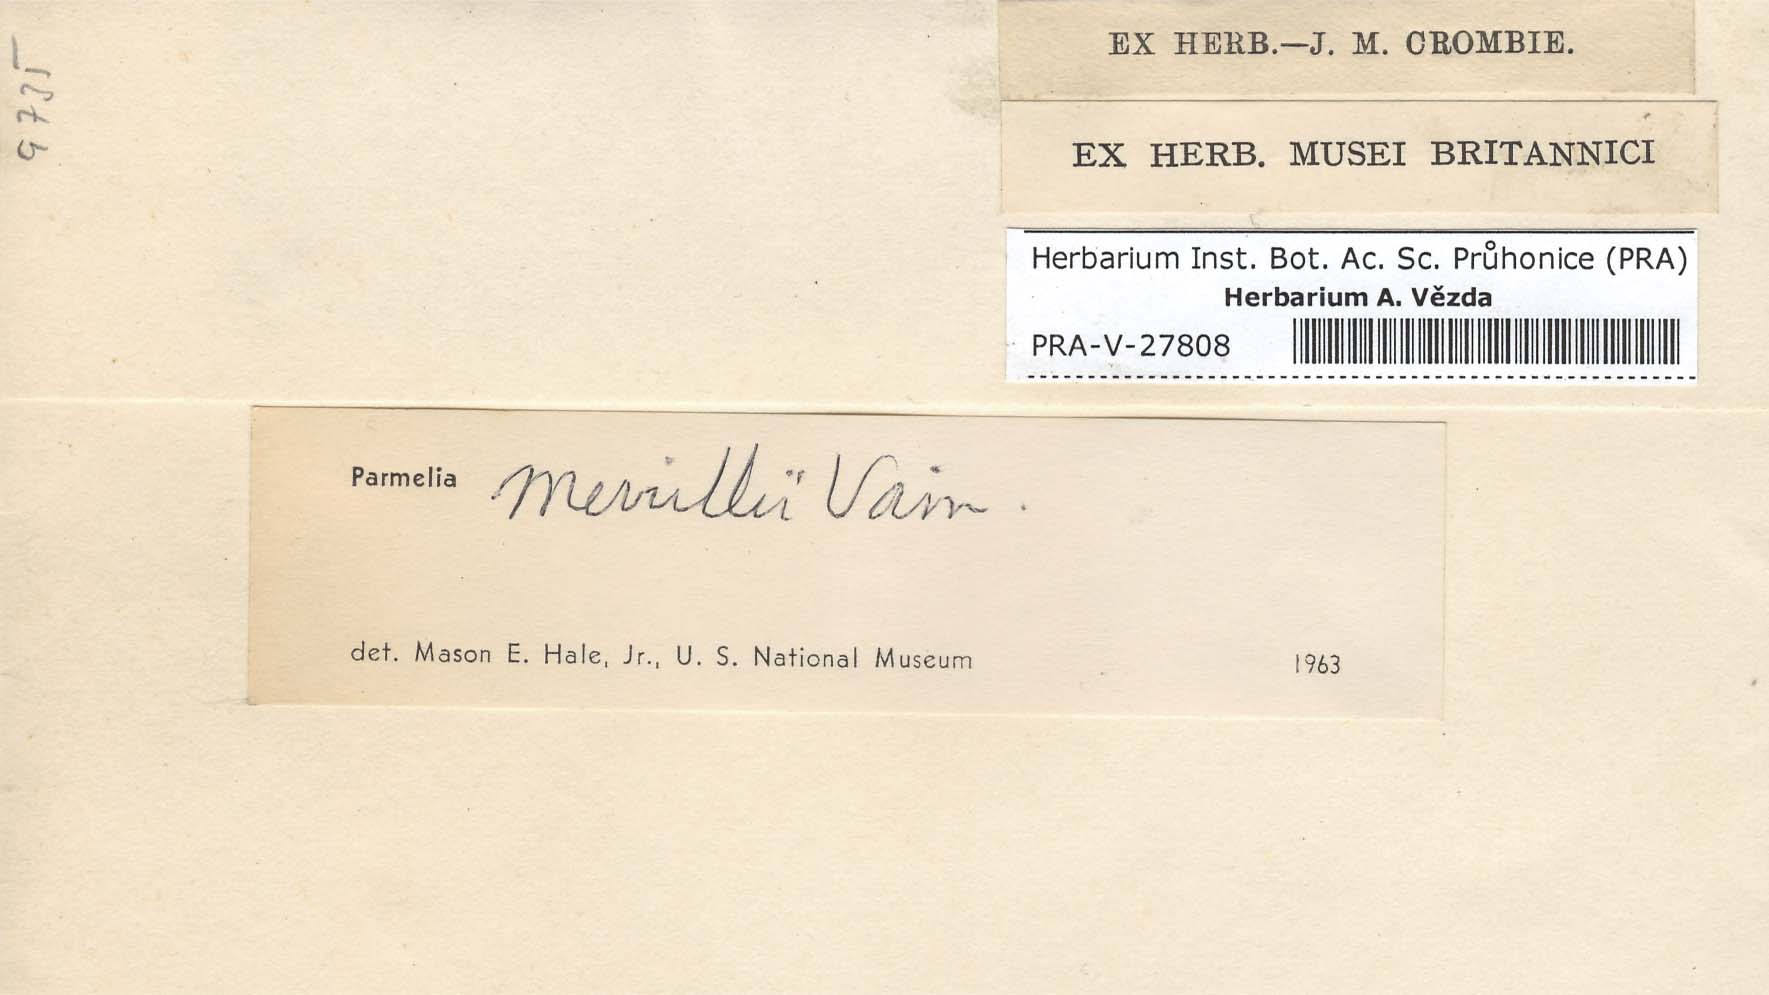 EX HERB.—J. M. CROMBIE.
EX HERB. MUSEI BRITANNICI
Herbarium Inst. Bot. Ac. Sc. Průhonice (PRA)
Herbarium A. Vězda
PRA-V-27808
Parmelia merrillii Vain.
det. Mason E. Hale, Jr., U. S. National Museum 1963